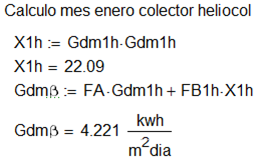 Calculo mes enero colector heliocol
X1h := Gdm1h·Gdm1h
X1h = 22.09
Gdmβ := FA·Gdm1h + FB1h·X1h
Gdmβ = 4.221 kwh/m²dia